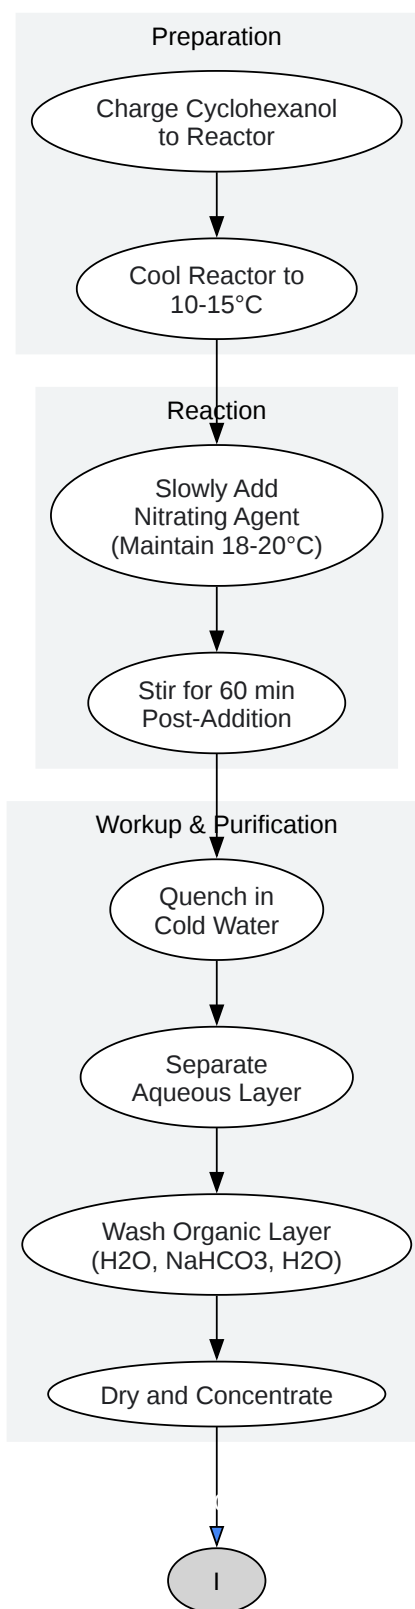 Preparation
Charge Cyclohexanol
to Reactor
Cool Reactor to
10-15°C
Reaction
Slowly Add
Nitrating Agent
(Maintain 18-20°C)
Stir for 60 min
Post-Addition
Workup & Purification
Quench in
Cold Water
Separate
Aqueous Layer
Wash Organic Layer
(H2O, NaHCO3, H2O)
Dry and Concentrate
I